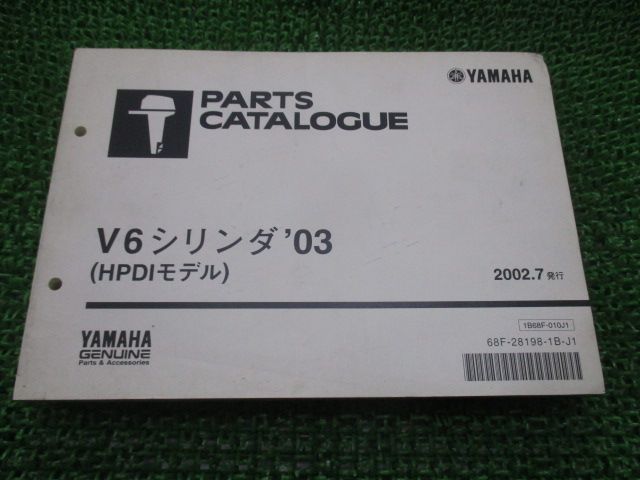 YAMAHA
PARTS
CATALOGUE
V6シリンダ'03
(HPDIモデル)
2002.7 発行
1B68F-010J1
68F-28198-1B-J1
YAMAHA
GENUINE
Parts & Accessories